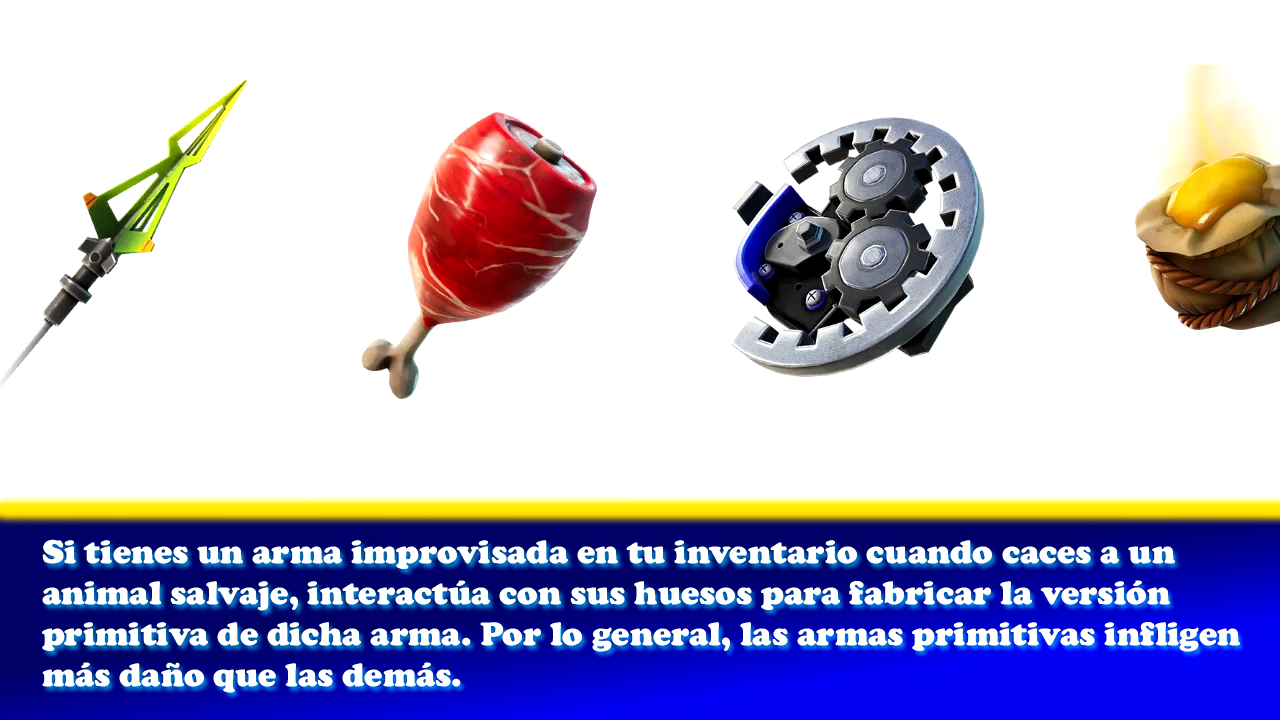 Si tienes un arma improvisada en tu inventario cuando caces a un
animal salvaje, interactúa con sus huesos para fabricar la versión
primitiva de dicha arma. Por lo general, las armas primitivas infligen
más daño que las demás.